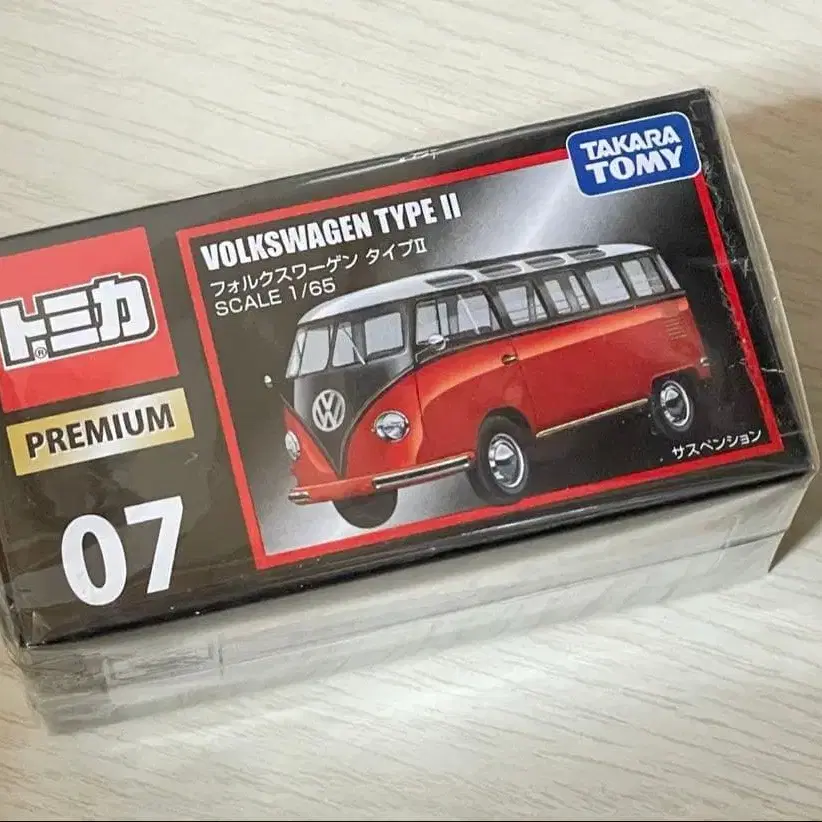 TAKARA
TOMY
VOLKSWAGEN TYPE II
フォルクスワーゲン タイプII
SCALE 1/65
トミカ
®
PREMIUM
07
VW
サスペンション